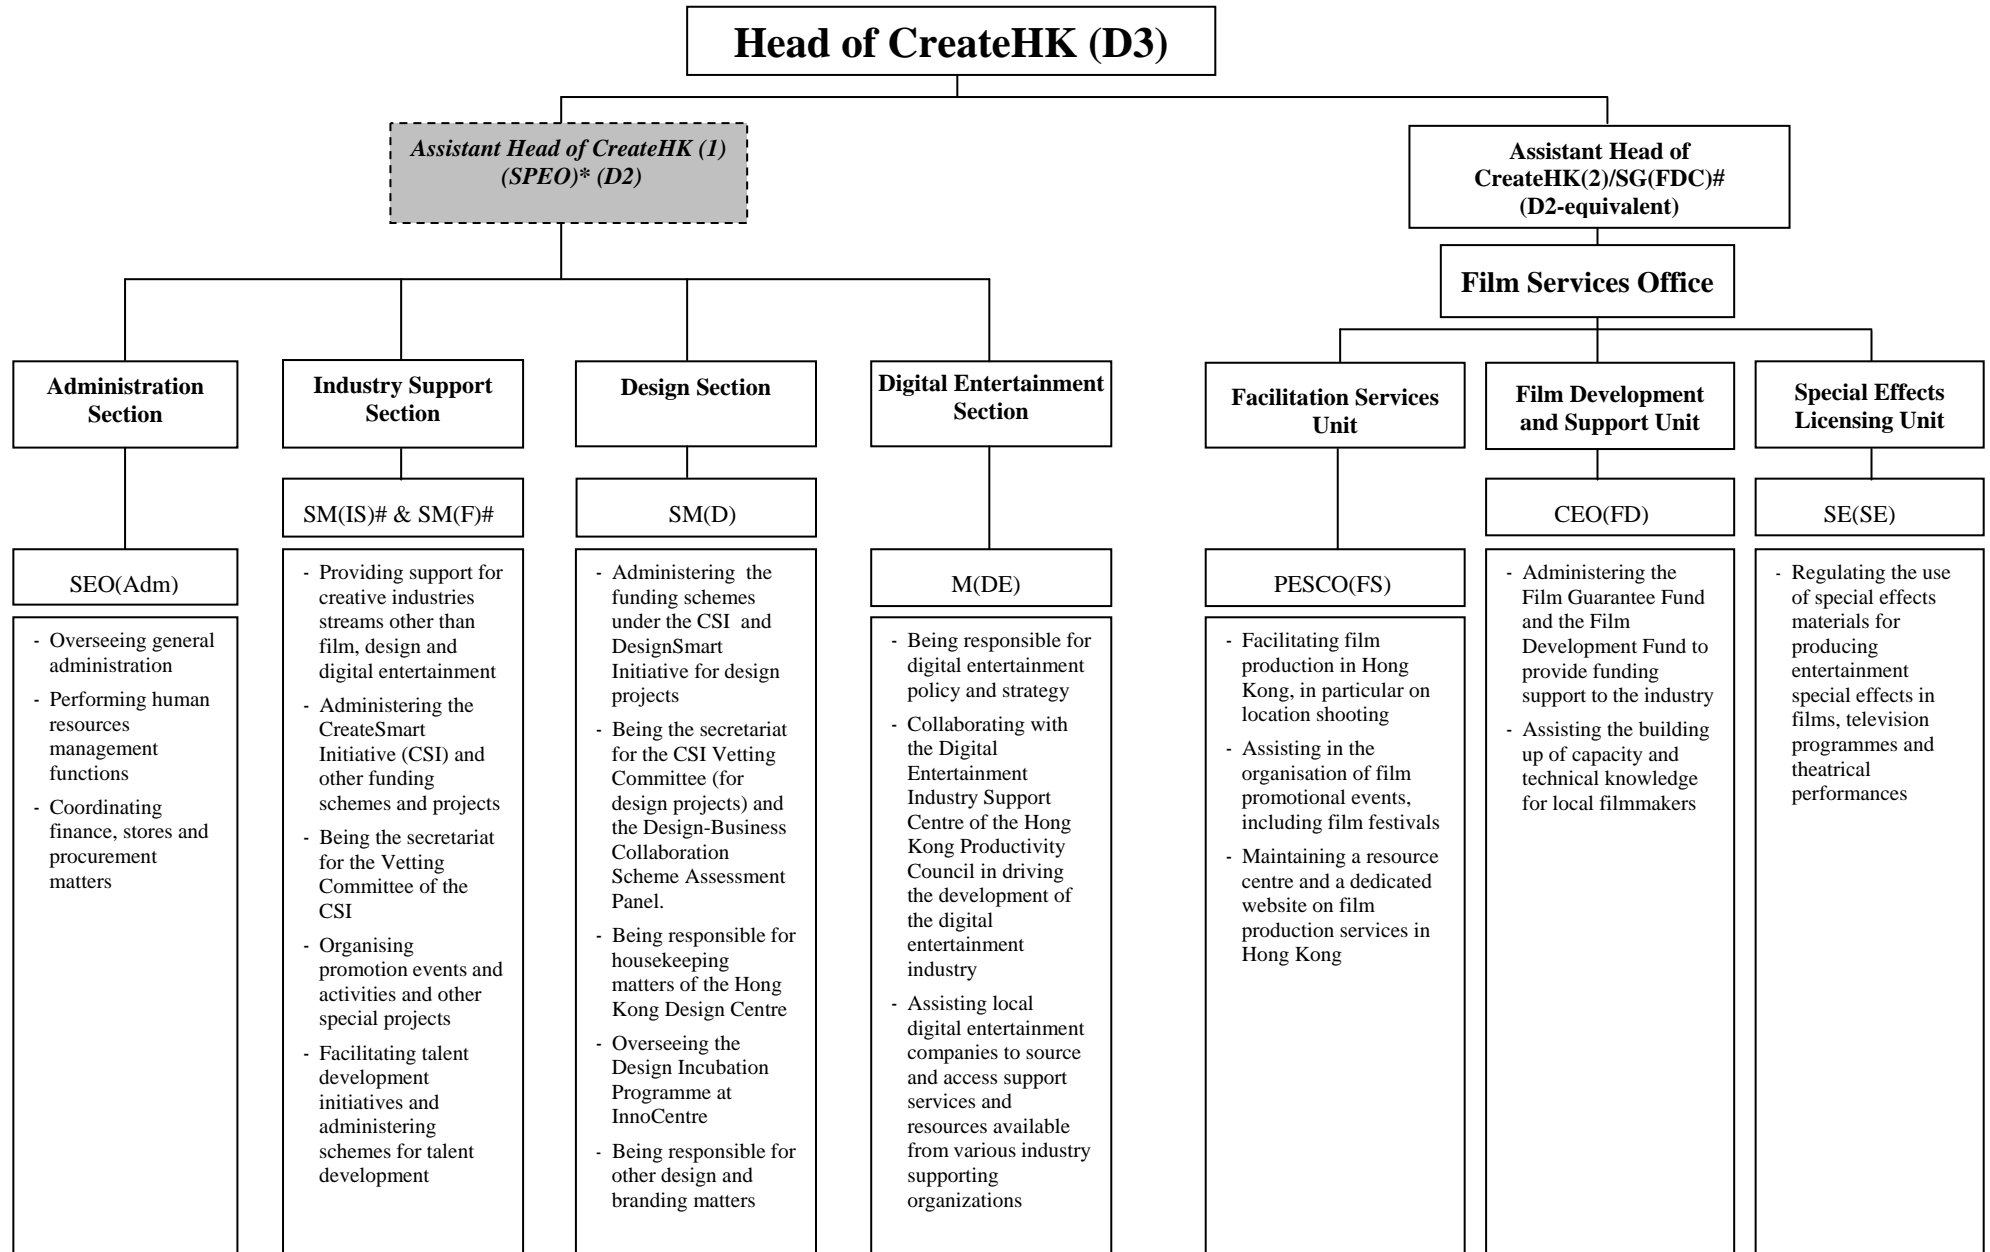 Head of CreateHK (D3)
Assistant Head of CreateHK (1)
(SPEO)* (D2)
Assistant Head of
CreateHK(2)/SG(FDC)#
(D2-equivalent)
Film Services Office
Administration
Section
Industry Support
Section
Design Section
Digital Entertainment
Section
Facilitation Services
Unit
Film Development
and Support Unit
Special Effects
Licensing Unit
SEO(Adm)
- Overseeing general
administration
- Performing human
resources
management
functions
- Coordinating
finance, stores and
procurement
matters
SM(IS)# & SM(F)#
- Providing support for
creative industries
streams other than
film, design and
digital entertainment
- Administering the
CreateSmart
Initiative (CSI) and
other funding
schemes and projects
- Being the secretariat
for the Vetting
Committee of the
CSI
- Organising
promotion events and
activities and other
special projects
- Facilitating talent
development
initiatives and
administering
schemes for talent
development
SM(D)
- Administering the
funding schemes
under the CSI and
DesignSmart
Initiative for design
projects
- Being the secretariat
for the CSI Vetting
Committee (for
design projects) and
the Design-Business
Collaboration
Scheme Assessment
Panel.
- Being responsible for
housekeeping
matters of the Hong
Kong Design Centre
- Overseeing the
Design Incubation
Programme at
InnoCentre
- Being responsible for
other design and
branding matters
M(DE)
- Being responsible for
digital entertainment
policy and strategy
- Collaborating with
the Digital
Entertainment
Industry Support
Centre of the Hong
Kong Productivity
Council in driving
the development of
the digital
entertainment
industry
- Assisting local
digital entertainment
companies to source
and access support
services and
resources available
from various industry
supporting
organizations
PESCO(FS)
- Facilitating film
production in Hong
Kong, in particular on
location shooting
- Assisting in the
organisation of film
promotional events,
including film festivals
- Maintaining a resource
centre and a dedicated
website on film
production services in
Hong Kong
CEO(FD)
- Administering the
Film Guarantee Fund
and the Film
Development Fund to
provide funding
support to the industry
- Assisting the building
up of capacity and
technical knowledge
for local filmmakers
SE(SE)
- Regulating the use
of special effects
materials for
producing
entertainment
special effects in
films, television
programmes and
theatrical
performances